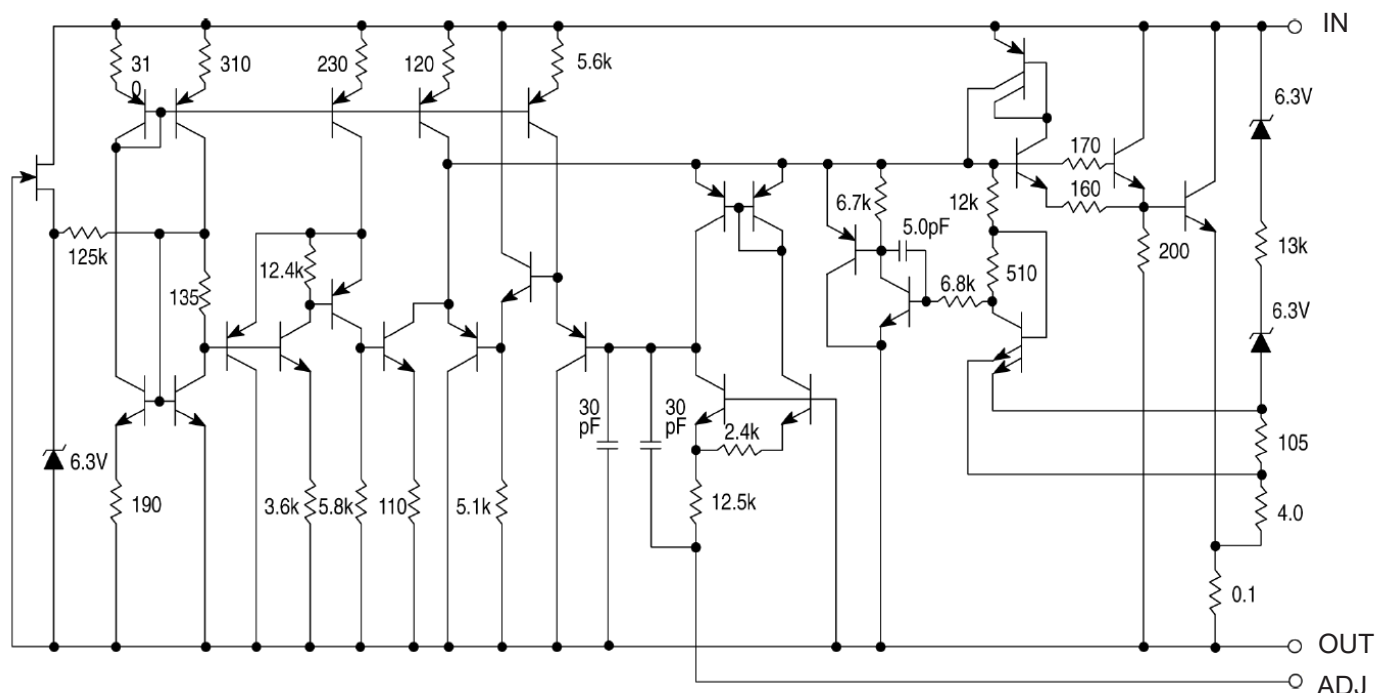 IN
31
0
310
230
120
5.6k
6.3V
170
160
6.7k
12k
5.0pF
200
13k
125k
12.4k
510
135
6.8k
6.3V
30
pF
30
pF
2.4k
105
6.3V
190
3.6k
5.8k
110
5.1k
12.5k
4.0
0.1
OUT
ADJ